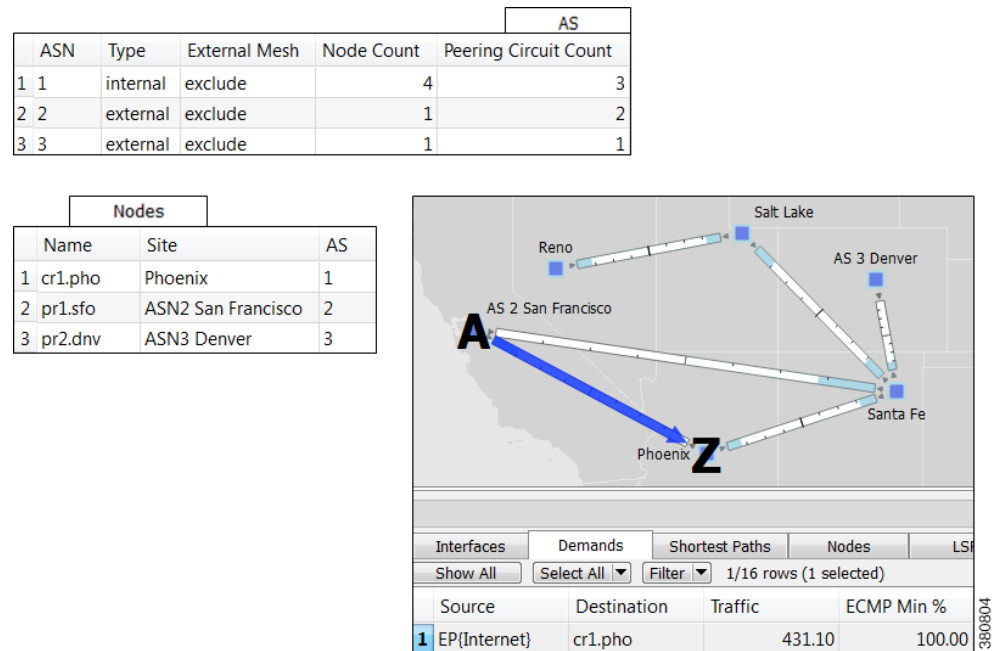 AS
ASN Type External Mesh Node Count Peering Circuit Count
1 1 internal exclude 4 3
2 2 external exclude 1 2
3 3 external exclude 1 1
Nodes
Name Site AS
1 cr1.pho Phoenix 1
2 pr1.sfo ASN2 San Francisco 2
3 pr2.dnv ASN3 Denver 3
Salt Lake
Reno
AS 3 Denver
AS 2 San Francisco
A
Santa Fe
Phoenix Z
Interfaces Demands Shortest Paths Nodes LSP
Show All Select All Filter 1/16 rows (1 selected)
Source Destination Traffic ECMP Min %
1 EP{Internet} cr1.pho 431.10 100.00
380804